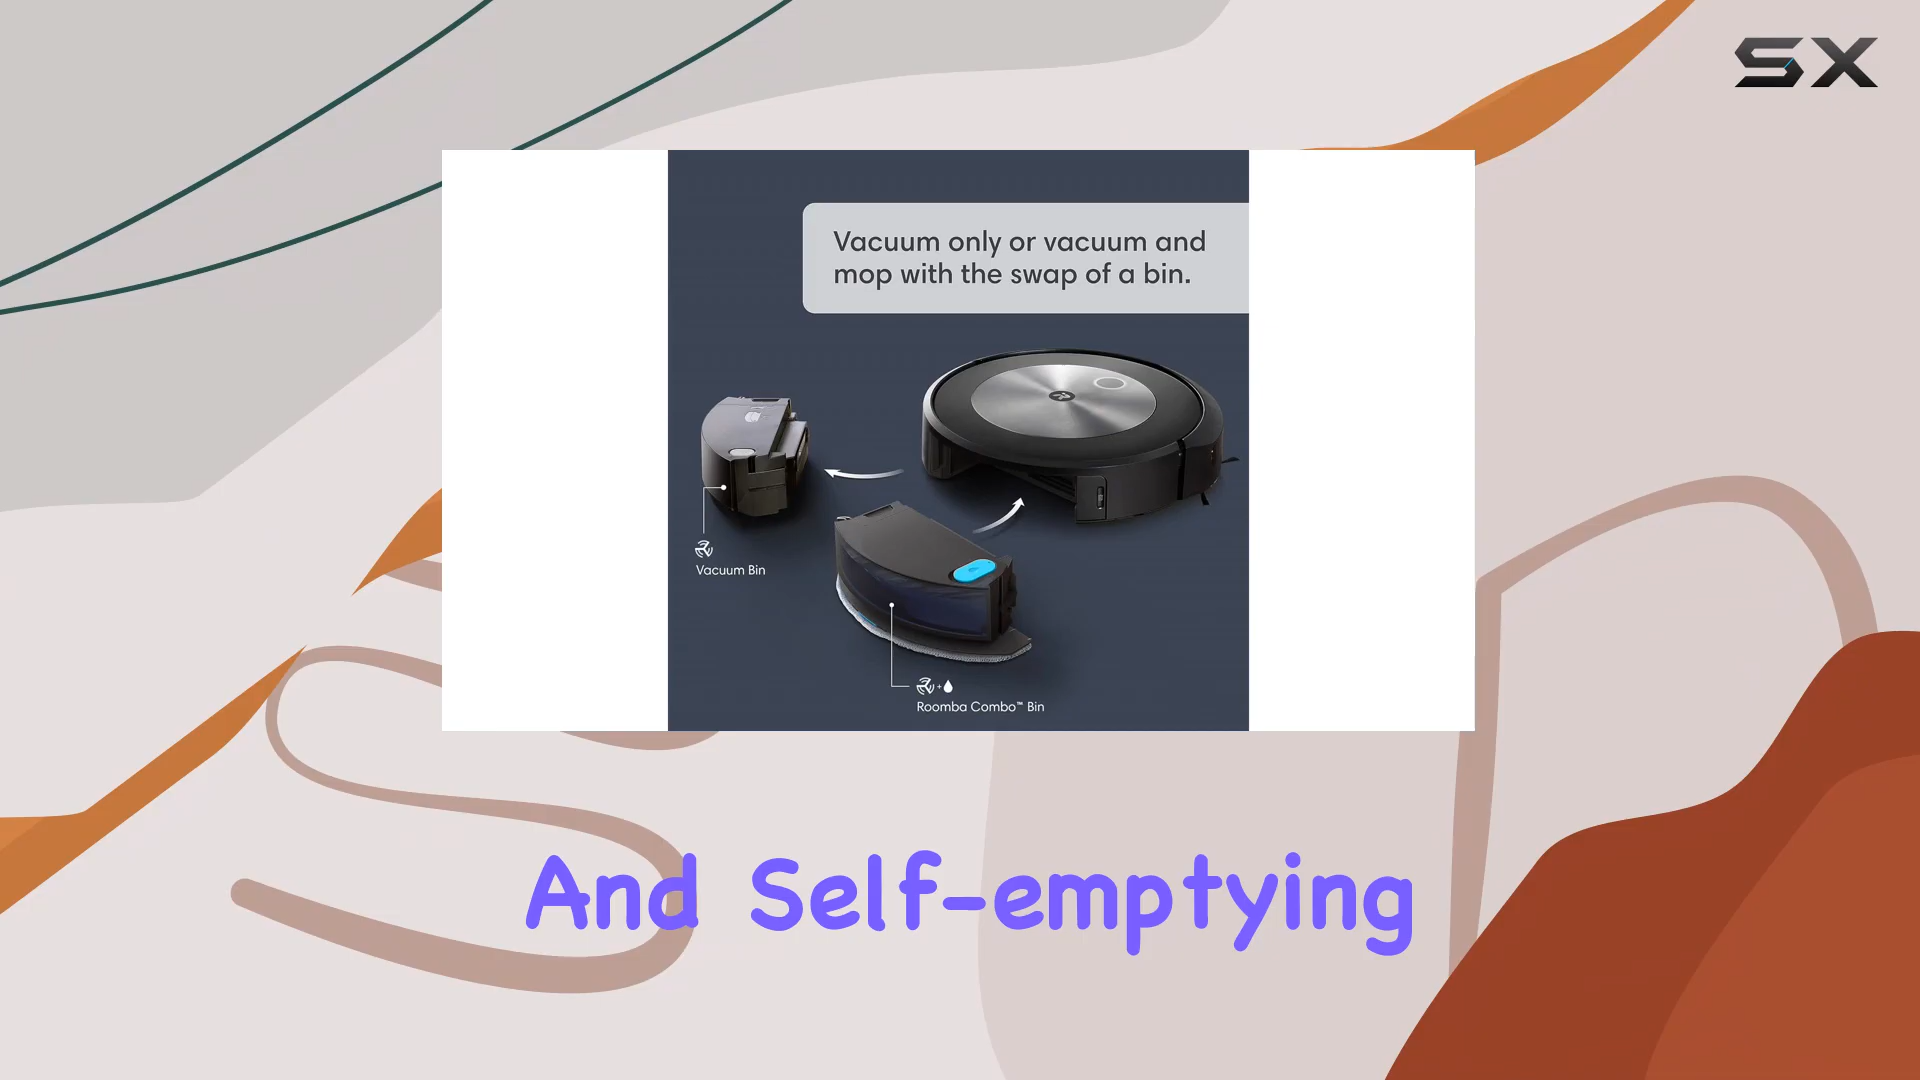 SX
Vacuum only or vacuum and
mop with the swap of a bin.
Vacuum Bin
Roomba Combo™ Bin
And Self-emptying